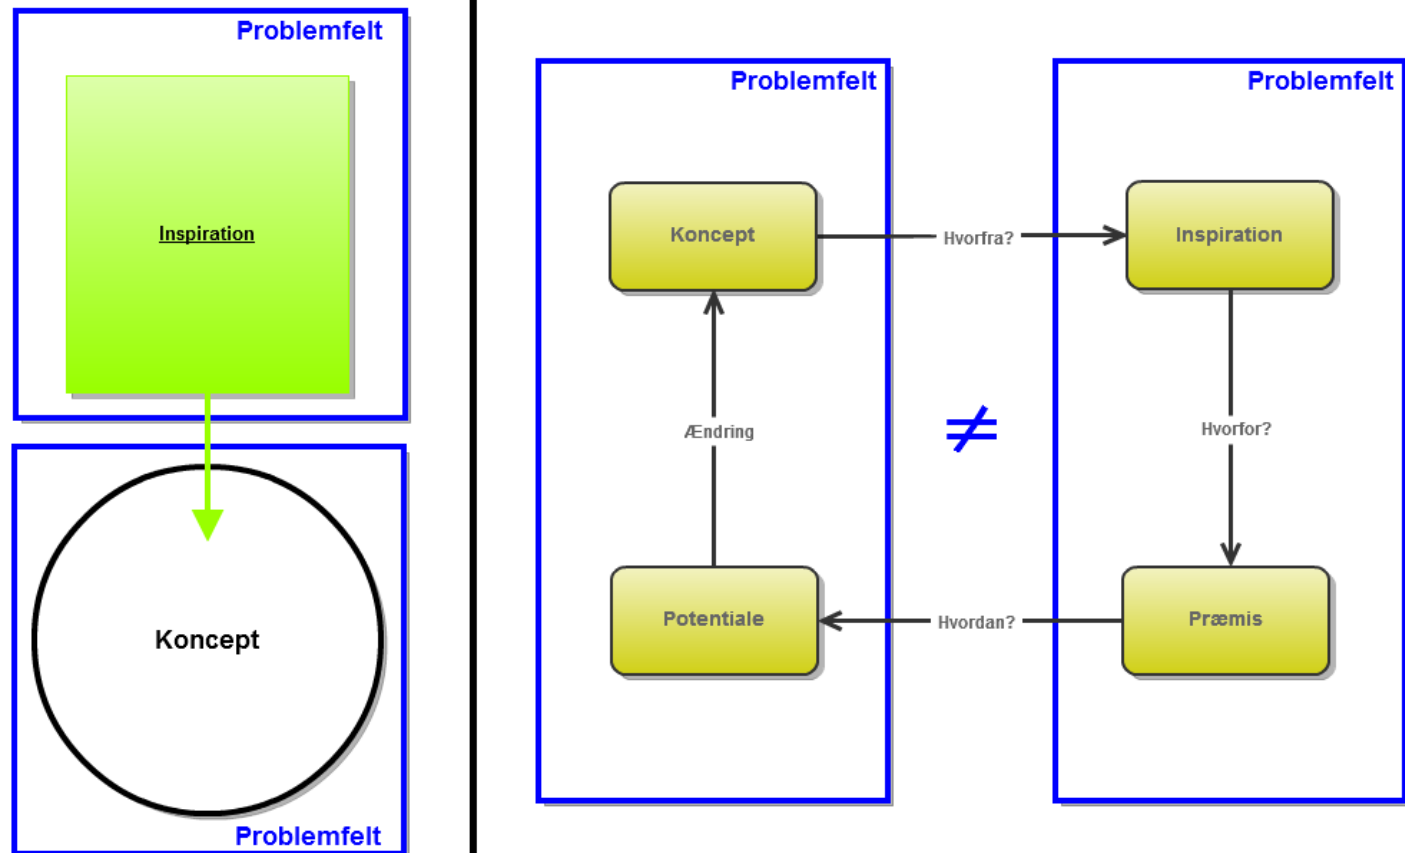 Problemfelt
Inspiration
Koncept
Problemfelt
Problemfelt
Problemfelt
Koncept
Hvorfra?
Inspiration
Ændring
≠
Hvorfor?
Potentiale
Hvordan?
Præmis